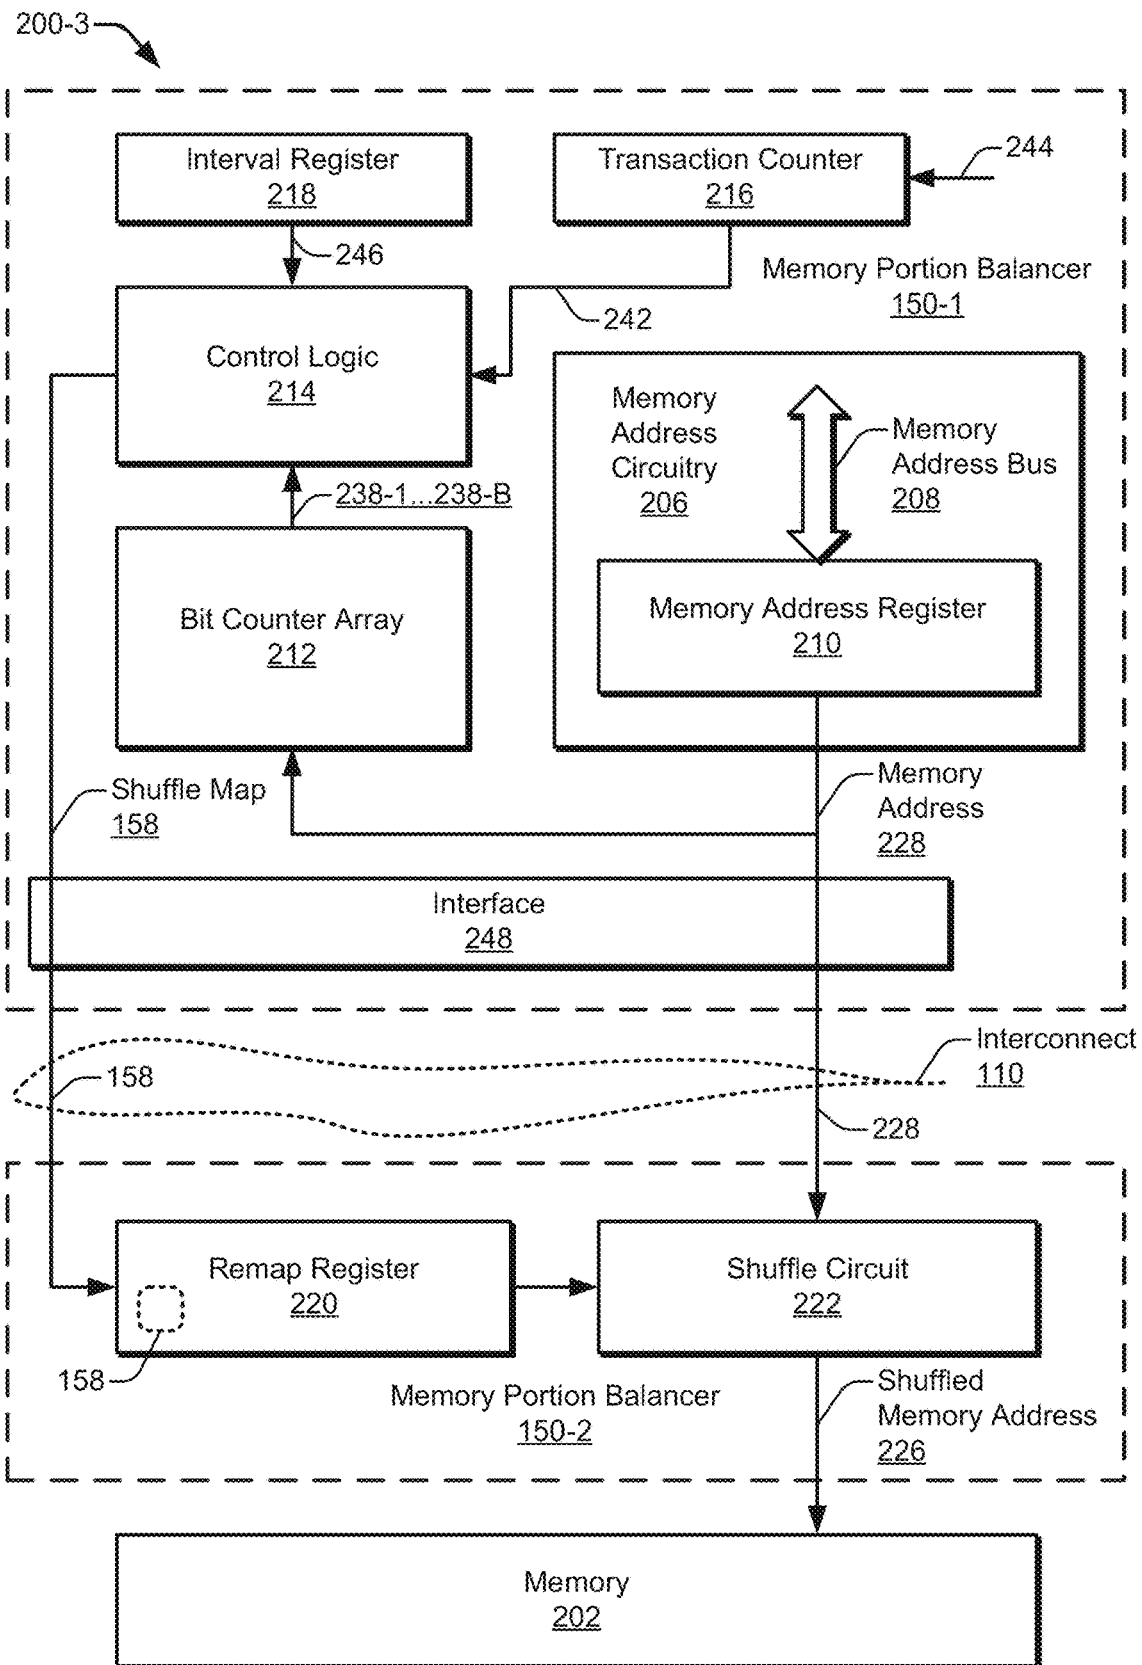 200-3
Interval Register
218
Transaction Counter
216
244
246
Memory Portion Balancer
150-1
242
Control Logic
214
Memory
Address
Circuitry
206
Memory
Address Bus
208
238-1...238-B
Bit Counter Array
212
Memory Address Register
210
Shuffle Map
158
Memory
Address
228
Interface
248
Interconnect
110
158
228
Remap Register
220
Shuffle Circuit
222
158
Memory Portion Balancer
150-2
Shuffled
Memory Address
226
Memory
202